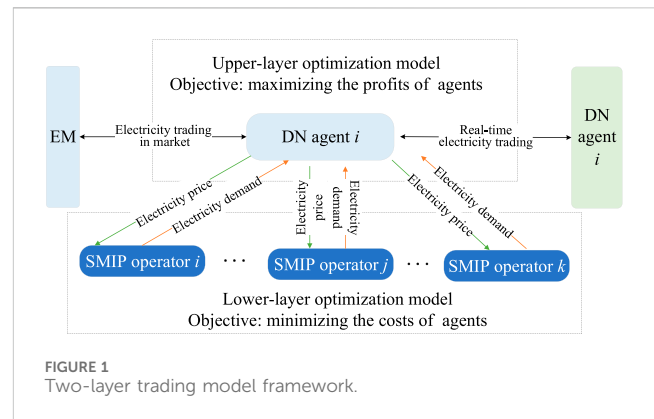 Upper-layer optimization model
Objective: maximizing the profits of agents
EM
Electricity trading
in market
DN agent i
Real-time
electricity trading
DN
agent
i
Electricity price
Electricity demand
Electricity
price
Electricity
demand
Electricity price
Electricity demand
SMIP operator i
...
SMIP operator j
...
SMIP operator k
Lower-layer optimization model
Objective: minimizing the costs of agents
FIGURE 1
Two-layer trading model framework.